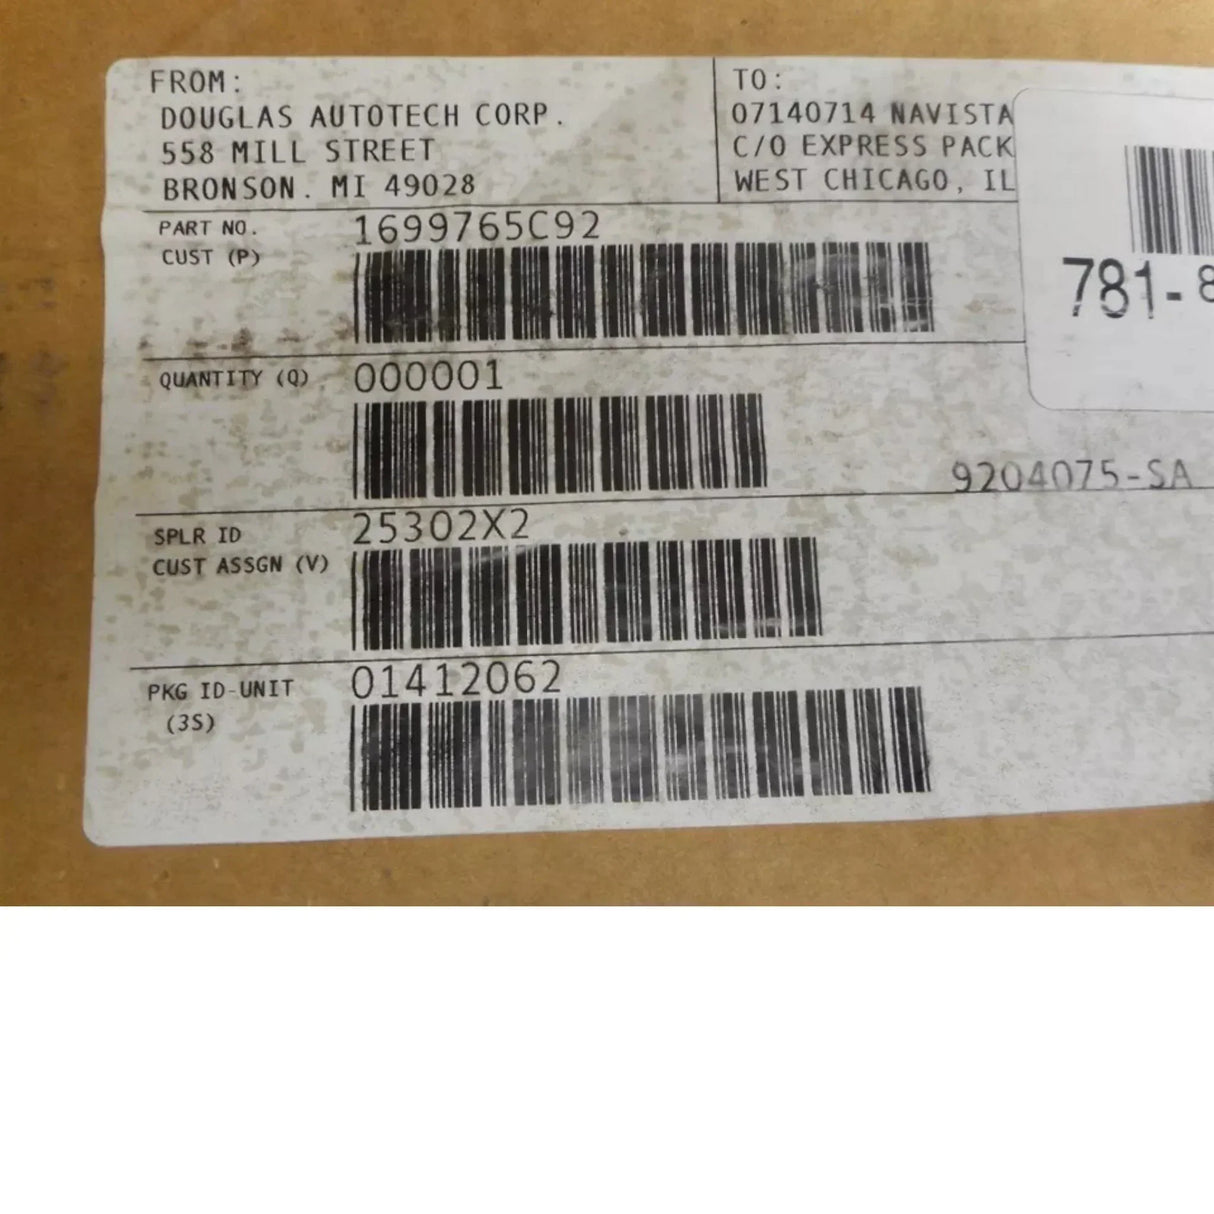 FROM:
DOUGLAS AUTOTECH CORP.
558 MILL STREET
BRONSON. MI 49028
TO:
07140714 NAVISTA
C/O EXPRESS PACK
WEST CHICAGO, IL
PART NO.
CUST (P)
1699765C92
781-8
QUANTITY (Q)
000001
9204075-SA
SPLR ID
CUST ASSGN (V)
25302X2
PKG ID-UNIT
(3S)
01412062